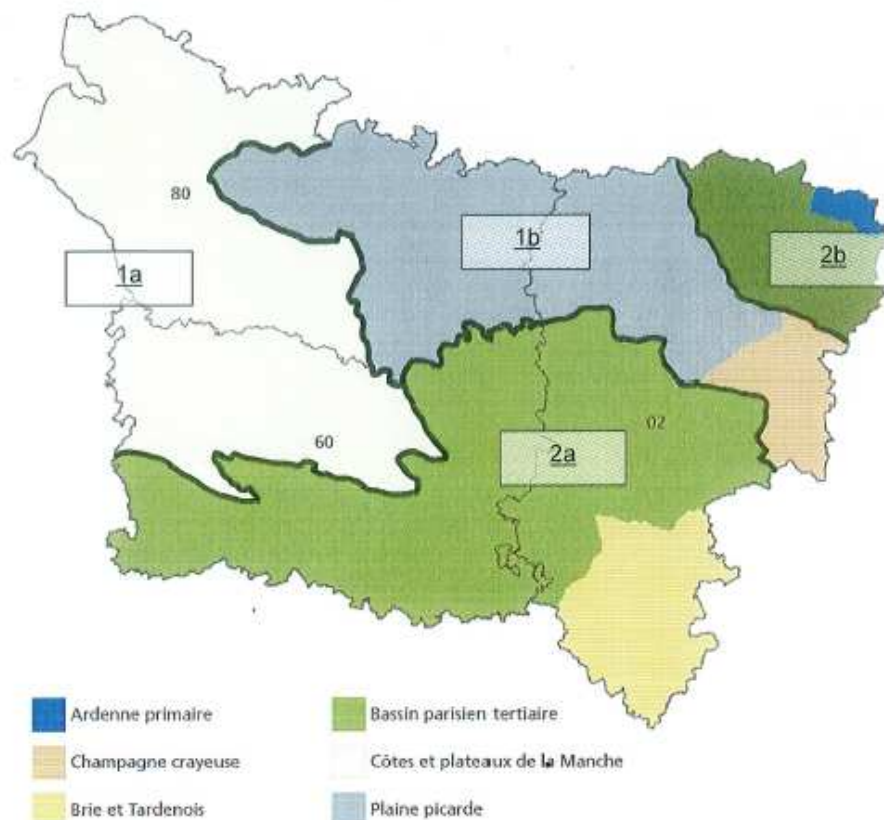 80
1b
2b
1a
60
02
2a
Ardenne primaire
Bassin parisien tertiaire
Champagne crayeuse
Côtes et plateaux de la Manche
Brie et Tardenois
Plaine picarde